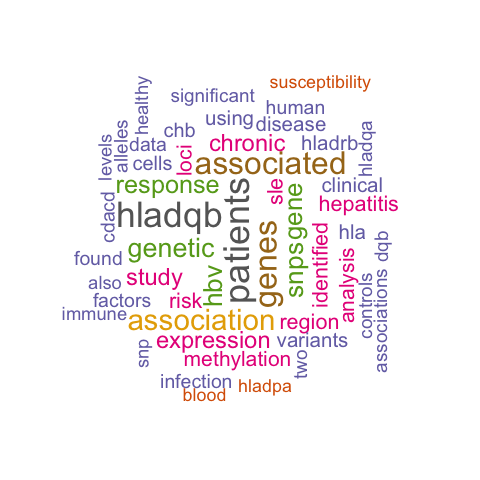 susceptibility
significant
healthy
human
using
disease
chb
alleles
data
loci
chronic
hladrb
hladqa
levels
cells
associated
response
sle
clinical
cdacd
hladqb
patients
snps
gene
hepatitis
genetic
genes
hla
dqb
found
study
hbv
identified
analysis
also
factors
risk
controls
associations
immune
association
region
snp
expression
variants
two
methylation
infection
hladpa
blood